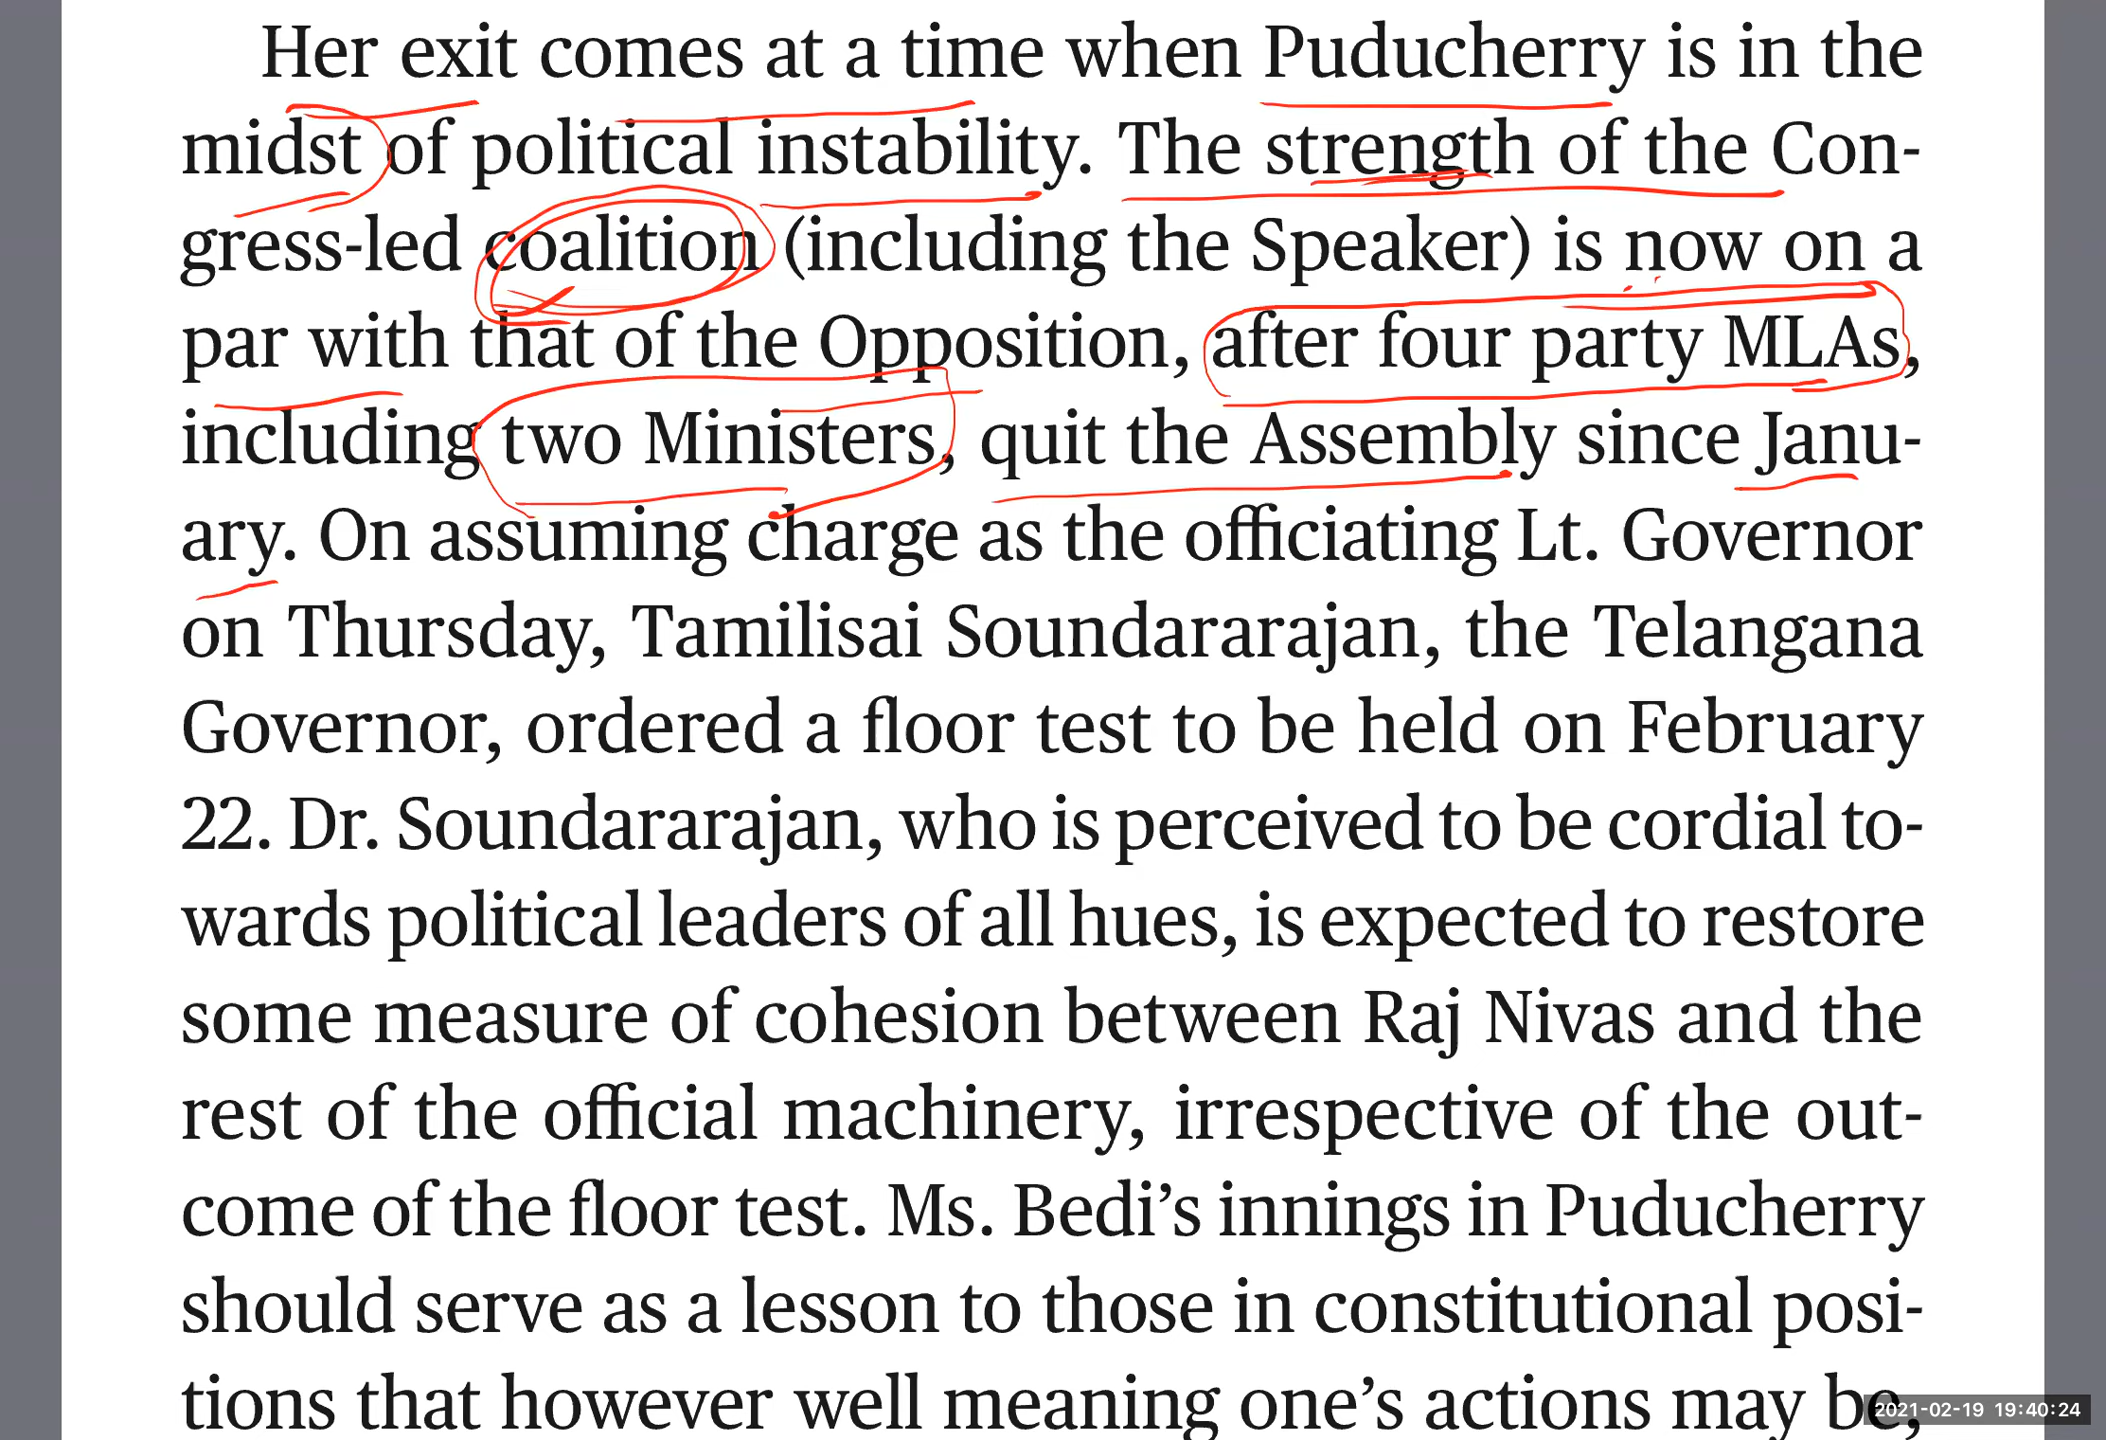 Her exit comes at a time when Puducherry is in the
midst of political instability. The strength of the Con-
gress-led coalition (including the Speaker) is now on a
par with that of the Opposition, after four party MLAs,
including two Ministers, quit the Assembly since Janu-
ary. On assuming charge as the officiating Lt. Governor
on Thursday, Tamilisai Soundararajan, the Telangana
Governor, ordered a floor test to be held on February
22. Dr. Soundararajan, who is perceived to be cordial to-
wards political leaders of all hues, is expected to restore
some measure of cohesion between Raj Nivas and the
rest of the official machinery, irrespective of the out-
come of the floor test. Ms. Bedi’s innings in Puducherry
should serve as a lesson to those in constitutional posi-
tions that however well meaning one’s actions may be,
2021-02-19 19:40:24